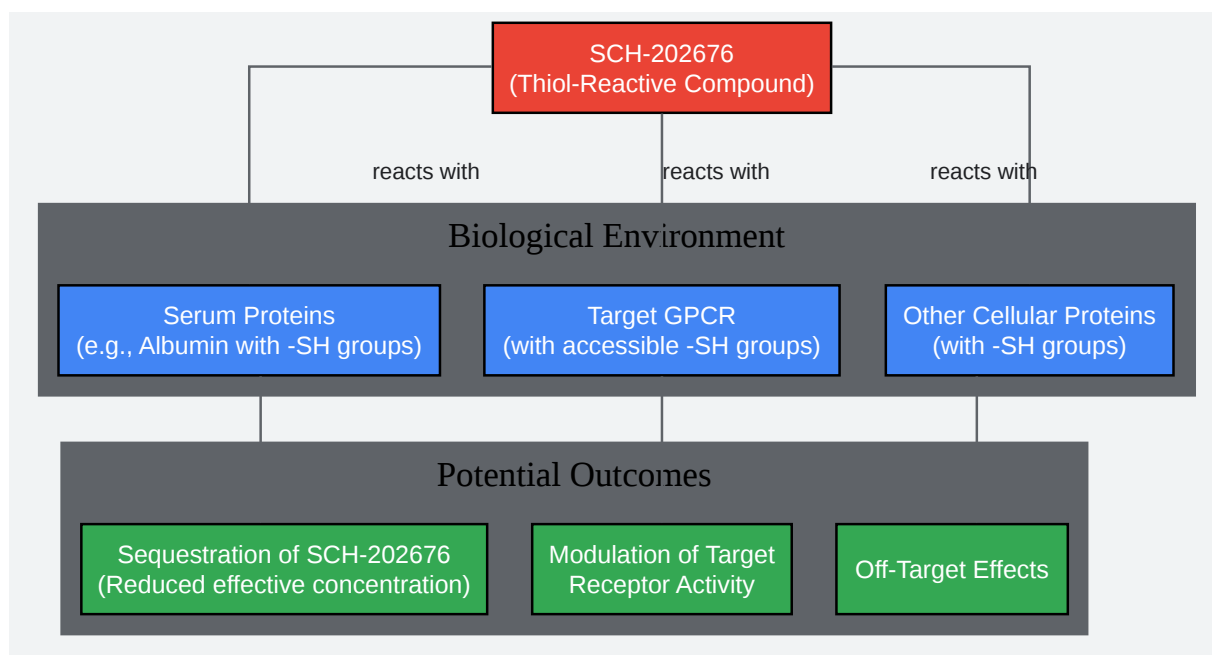 SCH-202676
(Thiol-Reactive Compound)
reacts with
reacts with
reacts with
Biological Environment
Serum Proteins
(e.g., Albumin with -SH groups)
Target GPCR
(with accessible -SH groups)
Other Cellular Proteins
(with -SH groups)
Potential Outcomes
Sequestration of SCH-202676
(Reduced effective concentration)
Modulation of Target
Receptor Activity
Off-Target Effects